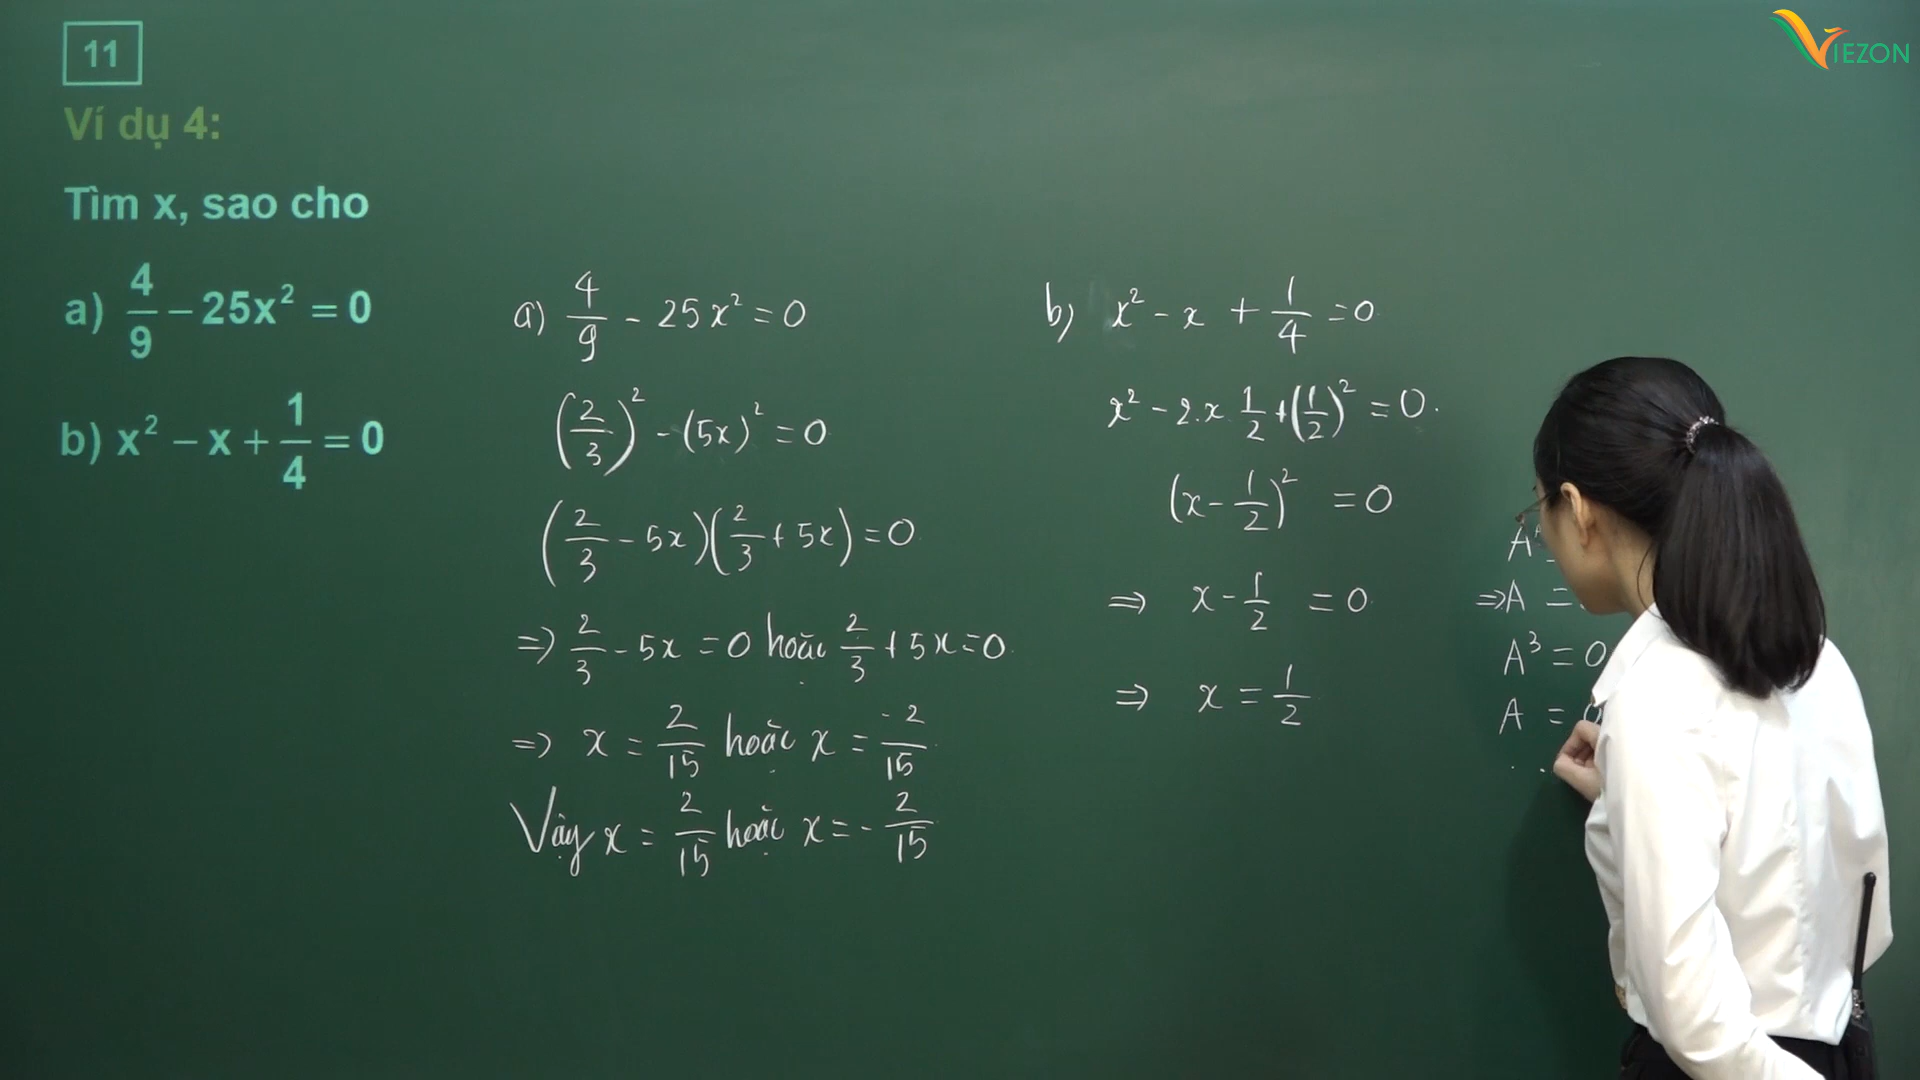 11
VIEZON
Ví dụ 4:
Tìm x, sao cho
a) 4/9 − 25x² = 0
b) x² − x + 1/4 = 0
a) 4/9 - 25x² = 0
(2/3)² - (5x)² = 0
(2/3 - 5x)(2/3 + 5x) = 0
=> 2/3 - 5x = 0 hoặc 2/3 + 5x = 0
=> x = 2/15 hoặc x = -2/15
Vậy x = 2/15 hoặc x = - 2/15
b) x² - x + 1/4 = 0
x² - 2.x 1/2 + (1/2)² = 0.
(x - 1/2)² = 0
=> x - 1/2 = 0
=> x = 1/2
A
=> A =
A³ = 0
A = 0